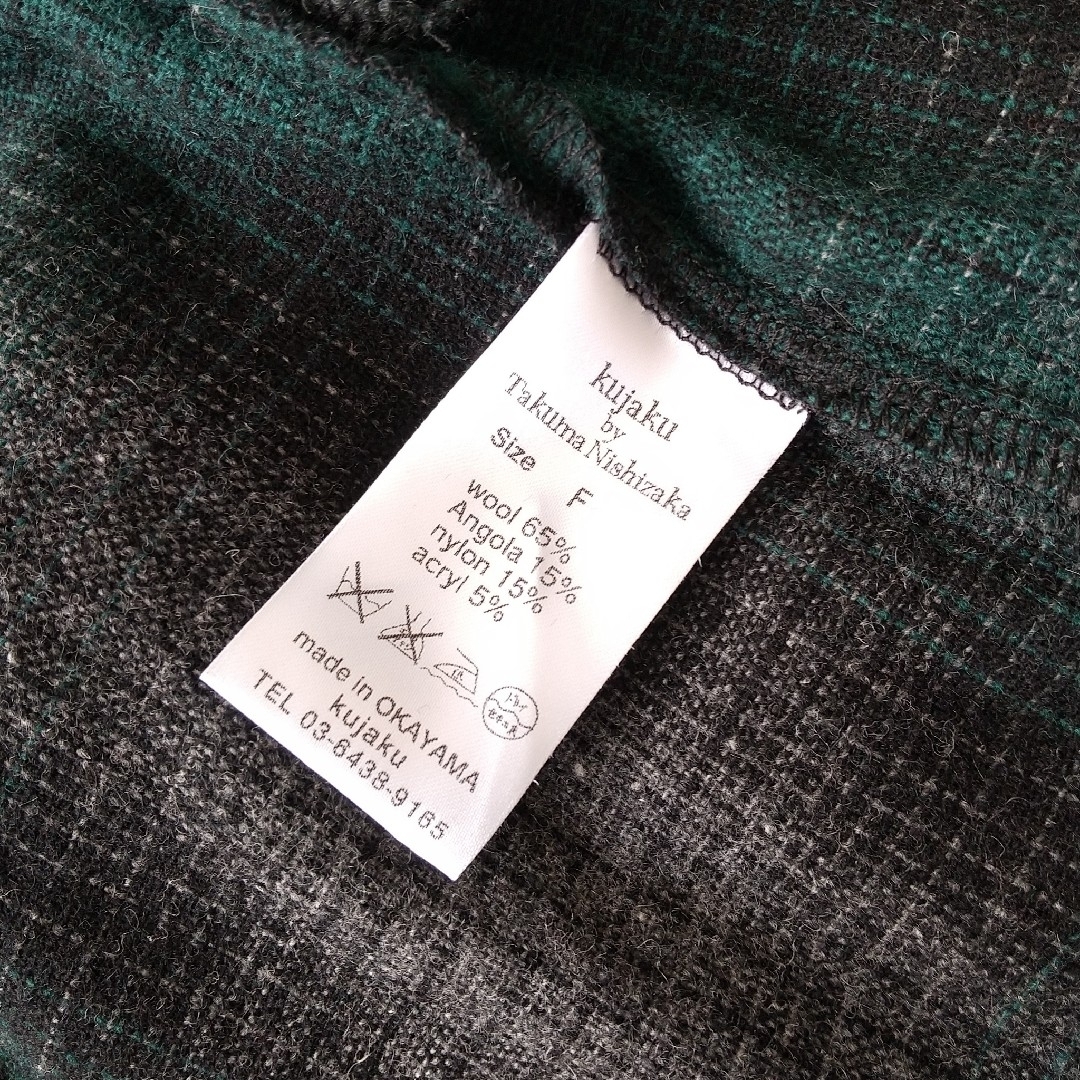 kujaku
by
Takuma Nishizaka
Size F
wool 65%
Angola 15%
nylon 15%
acryl 5%
made in OKAYAMA
kujaku
TEL 03-6438-9165